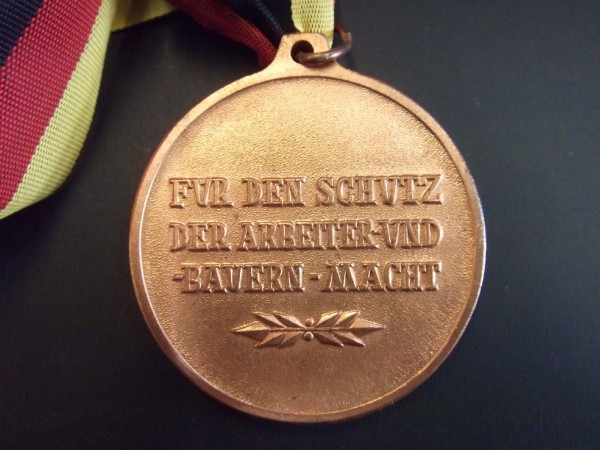 FÜR DEN SCHUTZ
DER ARBEITER-UND
-BAUERN-MACHT